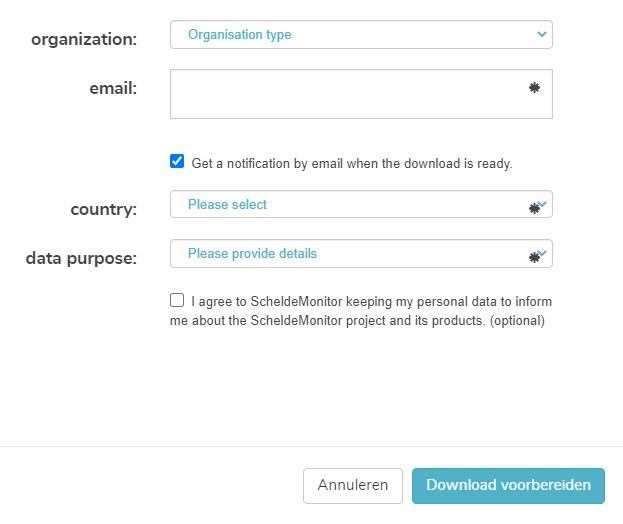 organization: Organisation type
email:
Get a notification by email when the download is ready.
country: Please select
data purpose: Please provide details
I agree to ScheldeMonitor keeping my personal data to inform
me about the ScheldeMonitor project and its products. (optional)
Annuleren Download voorbereiden